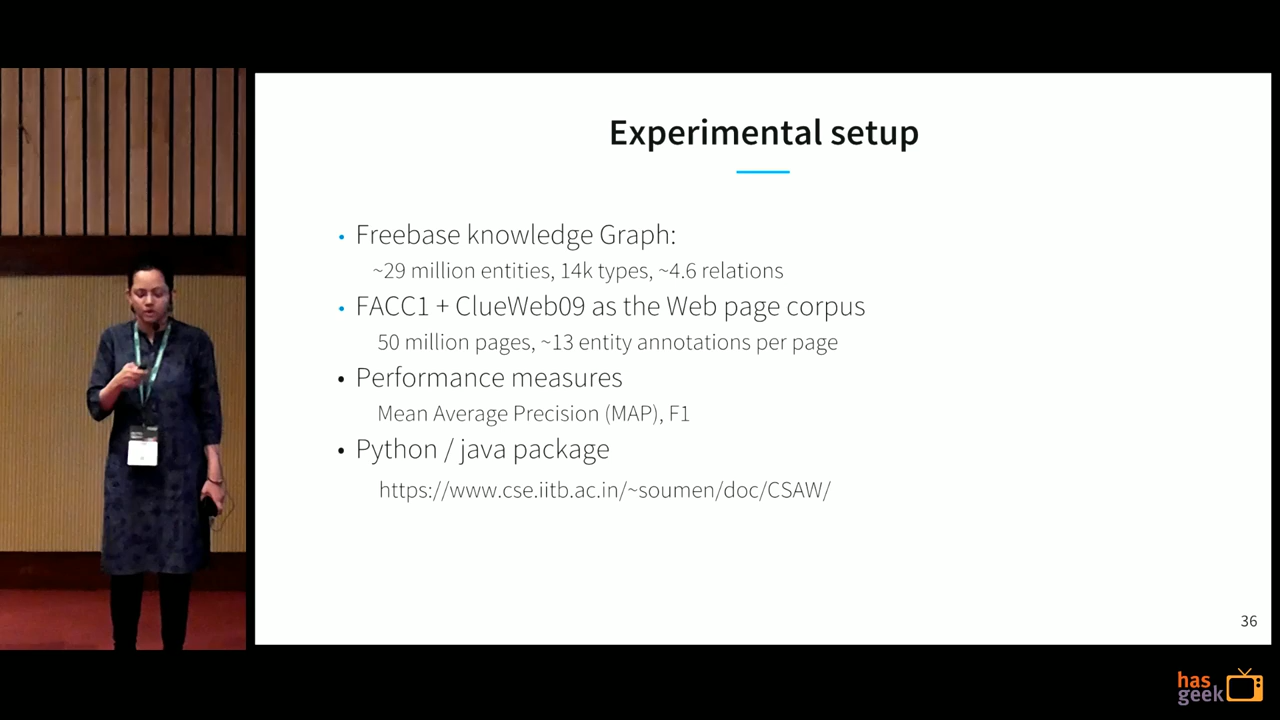 Experimental setup
• Freebase knowledge Graph:
~29 million entities, 14k types, ~4.6 relations
• FACC1 + ClueWeb09 as the Web page corpus
50 million pages, ~13 entity annotations per page
• Performance measures
Mean Average Precision (MAP), F1
• Python / java package
https://www.cse.iitb.ac.in/~soumen/doc/CSAW/
36
has
geek